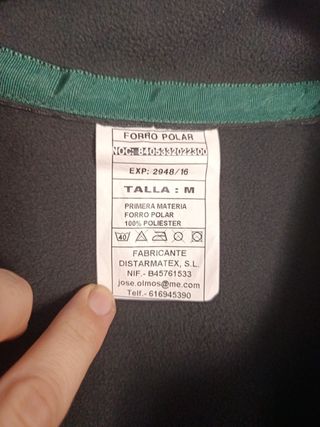 FORRO POLAR
NOC: 8405332022300
EXP: 2948/16
TALLA : M
PRIMERA MATERIA
FORRO POLAR
100% POLIESTER
40
FABRICANTE
DISTARMATEX, S.L.
NIF.- B45761533
jose.olmos@me.com
Telf.- 616945390